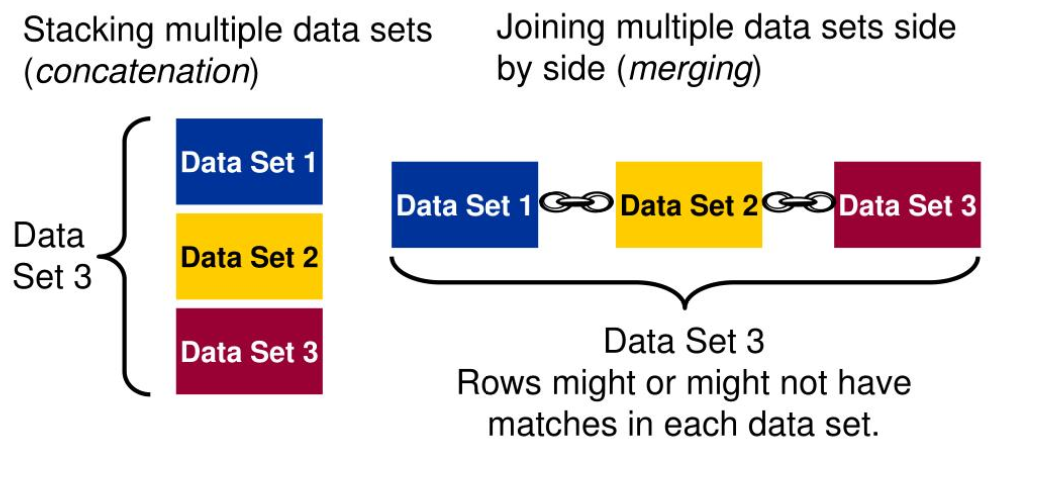 Stacking multiple data sets
(concatenation)
Data Set 1
Data Set 2
Data Set 3
Data
Set 3
Joining multiple data sets side
by side (merging)
Data Set 1
Data Set 2
Data Set 3
Data Set 3
Rows might or might not have
matches in each data set.